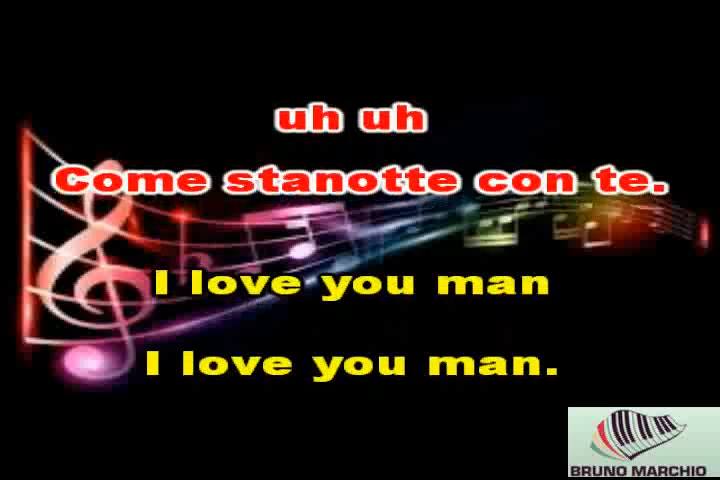 uh uh
Come stanotte con te.
I love you man
I love you man.
BRUNO MARCHIO